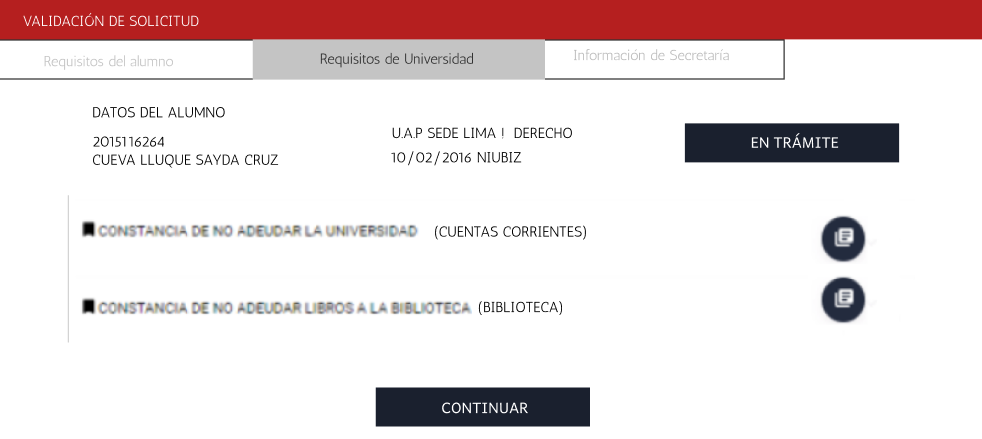 VALIDACIÓN DE SOLICITUD
Requisitos del alumno
Requisitos de Universidad
Información de Secretaría
DATOS DEL ALUMNO
2015116264
CUEVA LLUQUE SAYDA CRUZ
U.A.P SEDE LIMA ! DERECHO
10/02/2016 NIUBIZ
EN TRÁMITE
CONSTANCIA DE NO ADEUDAR LA UNIVERSIDAD (CUENTAS CORRIENTES)
CONSTANCIA DE NO ADEUDAR LIBROS A LA BIBLIOTECA (BIBLIOTECA)
CONTINUAR